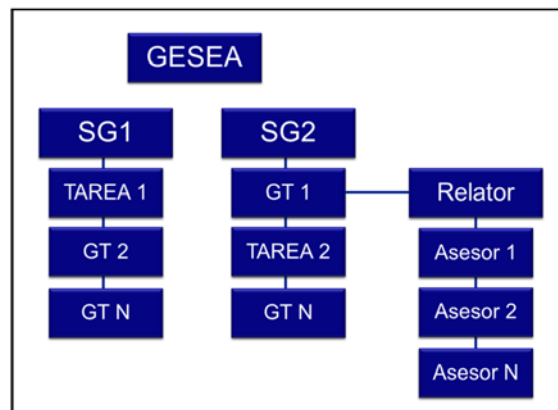 GESEA
SG1
TAREA 1
GT 2
GT N
SG2
GT 1
TAREA 2
GT N
Relator
Asesor 1
Asesor 2
Asesor N